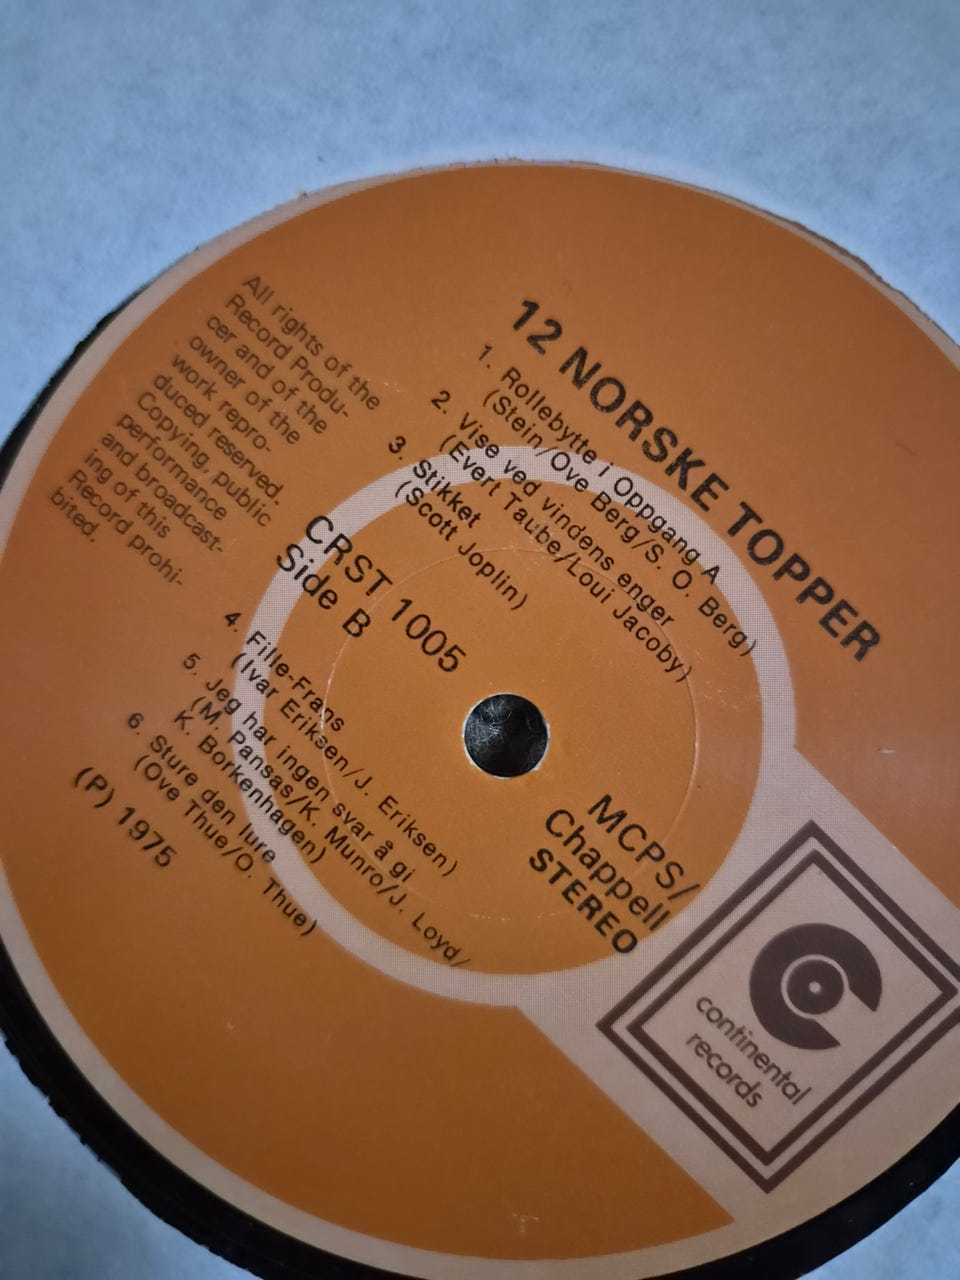 12 NORSKE TOPPER
1. Rollebytte i Oppgang A
(Stein/Ove Berg/S. O. Berg)
2. Vise ved vindens enger
(Evert Taube/Loui Jacoby)
3. Stikket
(Scott Joplin)
All rights of the
Record Produ-
cer and of the
owner of the
work repro-
duced reserved.
Copying, public
performance
and broadcast-
ing of this
Record prohi-
bited.
CRST 1005
Side B
4. Fille-Frans
(Ivar Eriksen/J. Eriksen)
5. Jeg har ingen svar å gi
(M. Pansas/K. Munro/J. Loyd/
K. Borkenhagen)
6. Sture den lure
(Ove Thue/O. Thue)
(P) 1975
MCPS/
Chappell
STEREO
continental
records